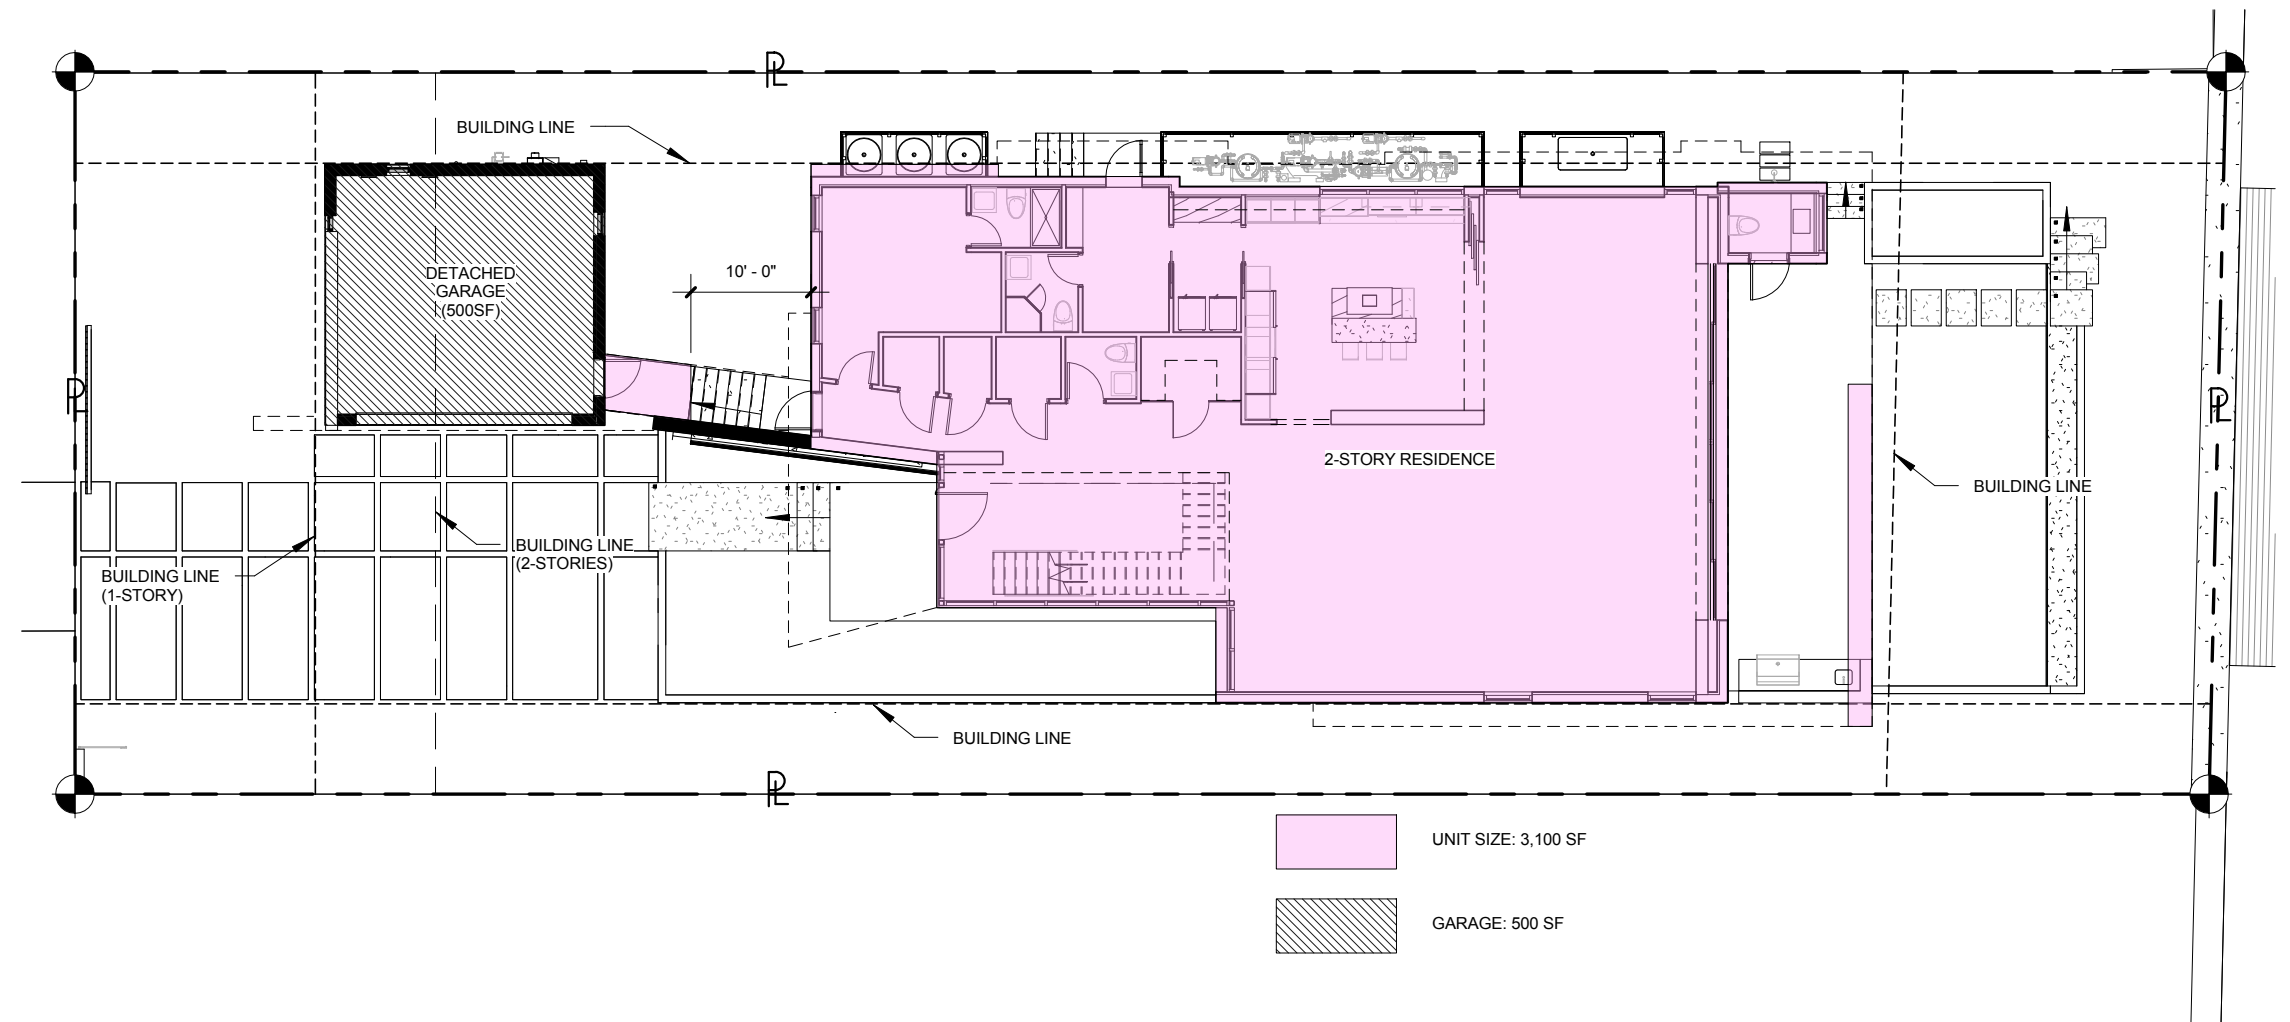 PL
BUILDING LINE
DETACHED
GARAGE
(500SF)
10' - 0"
PL
PL
2-STORY RESIDENCE
BUILDING LINE
BUILDING LINE
(2-STORIES)
BUILDING LINE
(1-STORY)
BUILDING LINE
PL
UNIT SIZE: 3,100 SF
GARAGE: 500 SF